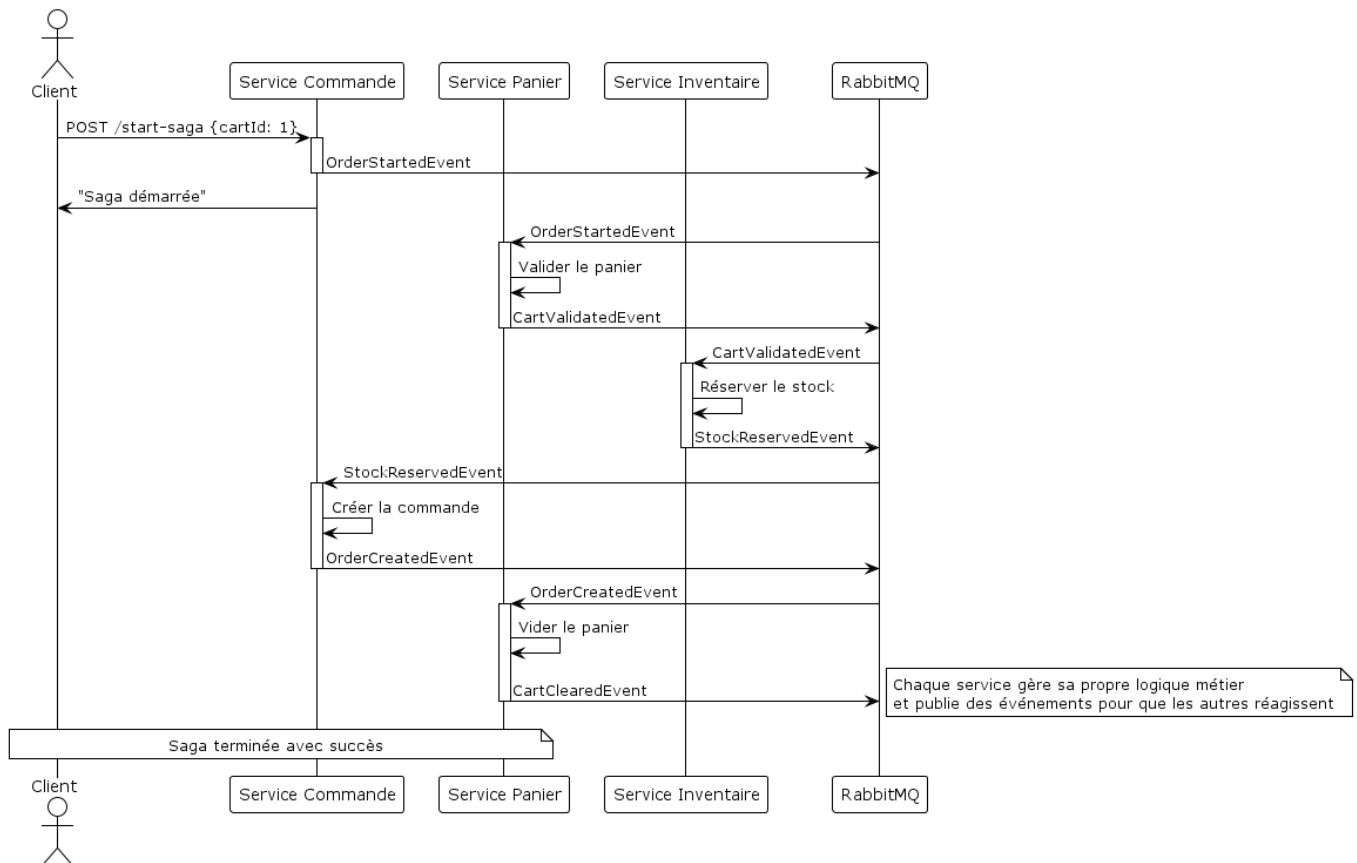 Client
Service Commande
Service Panier
Service Inventaire
RabbitMQ
POST /start-saga {cartId: 1}
OrderStartedEvent
"Saga démarrée"
OrderStartedEvent
Valider le panier
CartValidatedEvent
CartValidatedEvent
Réserver le stock
StockReservedEvent
StockReservedEvent
Créer la commande
OrderCreatedEvent
OrderCreatedEvent
Vider le panier
CartClearedEvent
Chaque service gère sa propre logique métier
et publie des événements pour que les autres réagissent
Saga terminée avec succès
Client
Service Commande
Service Panier
Service Inventaire
RabbitMQ